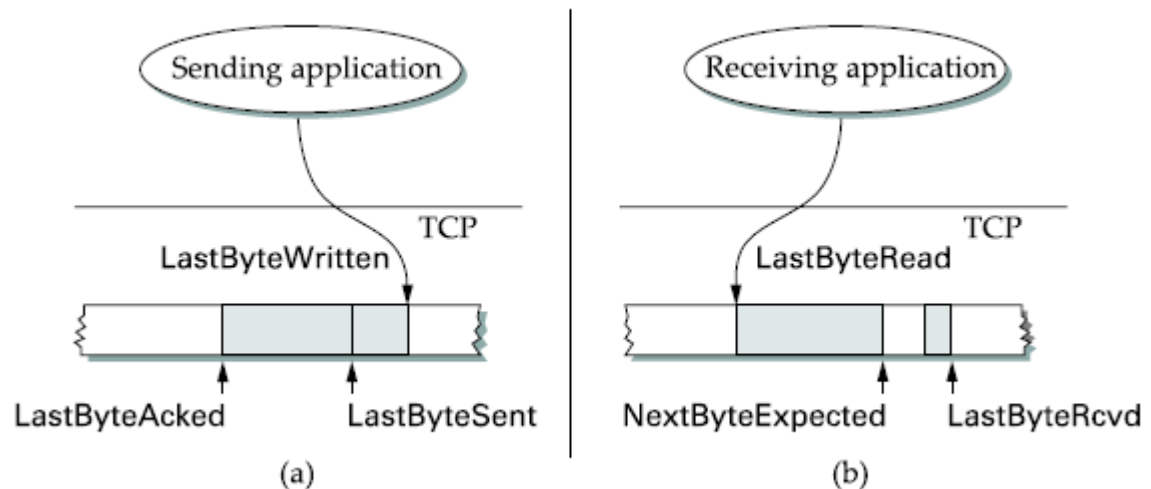 Sending application
TCP
LastByteWritten
LastByteAcked
LastByteSent
(a)
Receiving application
TCP
LastByteRead
NextByteExpected
LastByteRcvd
(b)